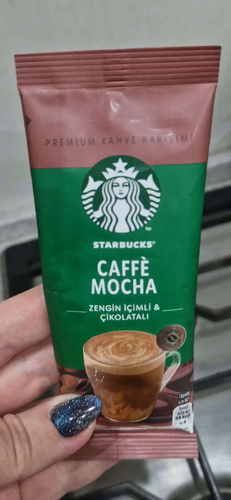 PREMIUM KAHVE KARIŞIMI
STARBUCKS®
CAFFÈ
MOCHA
ZENGİN İÇİMLİ &
ÇİKOLATALI